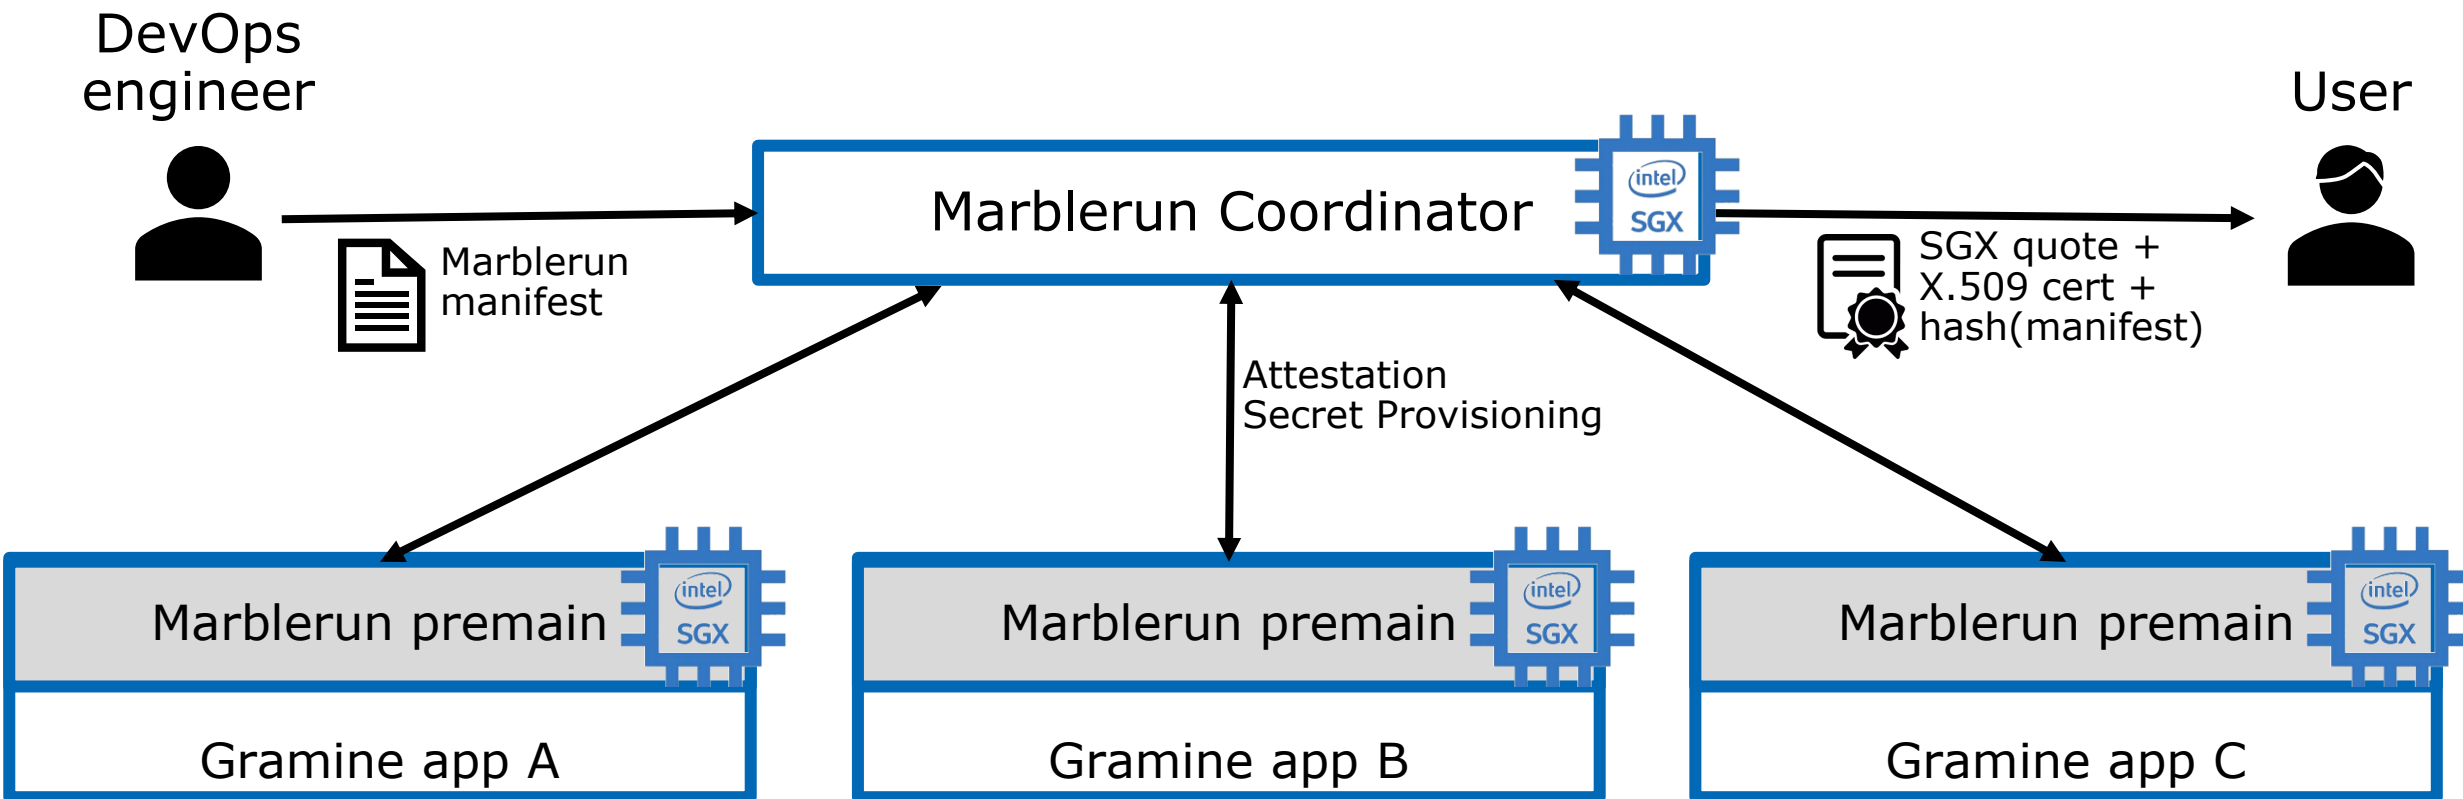 DevOps
engineer
User
Marblerun Coordinator
intel
SGX
Marblerun
manifest
SGX quote +
X.509 cert +
hash(manifest)
Attestation
Secret Provisioning
Marblerun premain
intel
SGX
Marblerun premain
intel
SGX
Marblerun premain
intel
SGX
Gramine app A
Gramine app B
Gramine app C